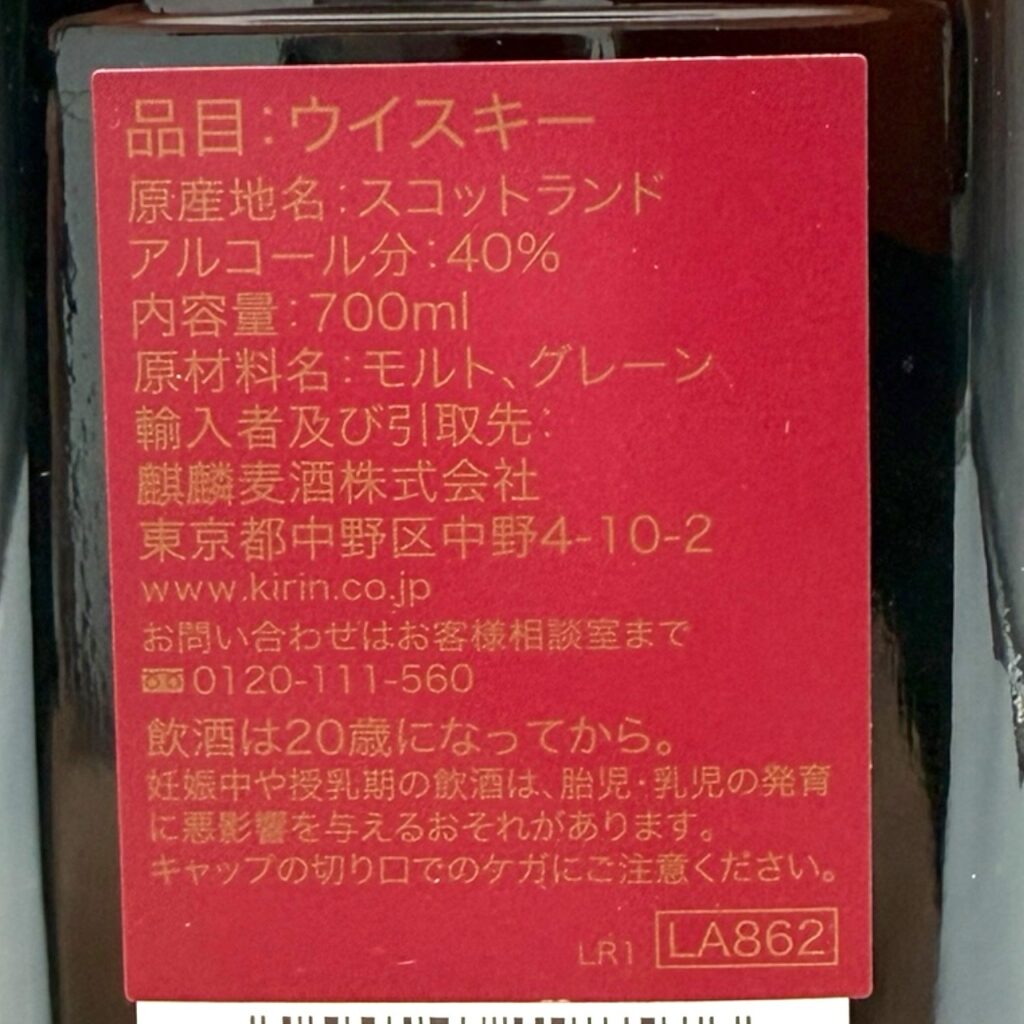 品目:ウイスキー
原産地名:スコットランド
アルコール分:40%
内容量:700ml
原材料名:モルト、グレーン
輸入者及び引取先:
麒麟麦酒株式会社
東京都中野区中野4-10-2
www.kirin.co.jp
お問い合わせはお客様相談室まで
0120-111-560
飲酒は20歳になってから。
妊娠中や授乳期の飲酒は、胎児・乳児の発育
に悪影響を与えるおそれがあります。
キャップの切り口でのケガにご注意ください。
LR1 LA862